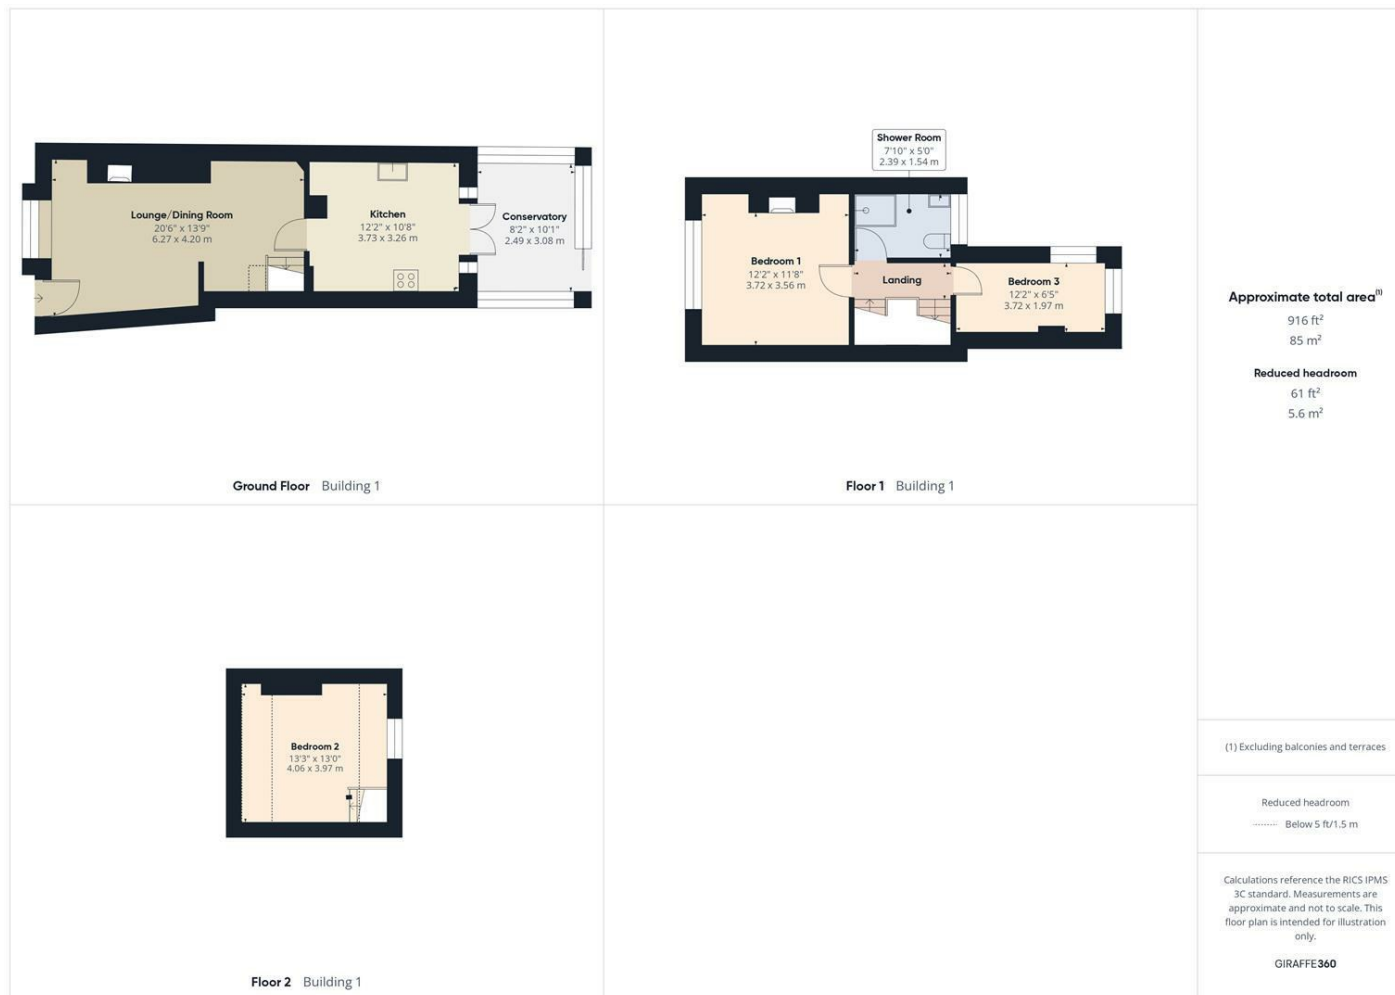 Lounge/Dining Room
20'6" x 13'9"
6.27 x 4.20 m
Kitchen
12'2" x 10'8"
3.73 x 3.26 m
Conservatory
8'2" x 10'1"
2.49 x 3.08 m
Ground Floor Building 1
Shower Room
7'10" x 5'0"
2.39 x 1.54 m
Bedroom 1
12'2" x 11'8"
3.72 x 3.56 m
Landing
Bedroom 3
12'2" x 6'5"
3.72 x 1.97 m
Floor 1 Building 1
Bedroom 2
13'3" x 13'0"
4.06 x 3.97 m
Floor 2 Building 1
Approximate total area⁽¹⁾
916 ft²
85 m²
Reduced headroom
61 ft²
5.6 m²
(1) Excluding balconies and terraces
Reduced headroom
Below 5 ft/1.5 m
Calculations reference the RICS IPMS
3C standard. Measurements are
approximate and not to scale. This
floor plan is intended for illustration
only.
GIRAFFE360